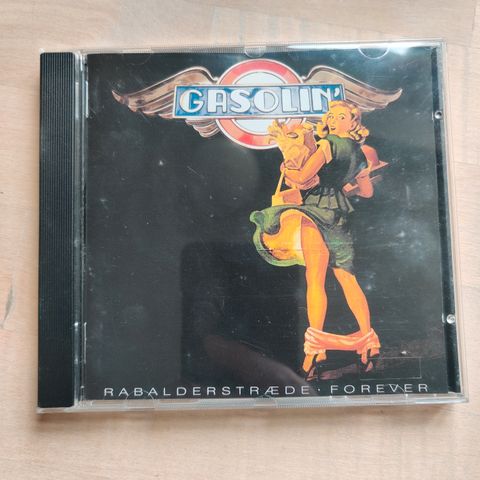 GASOLIN'
RABALDERSTRÆDE · FOREVER